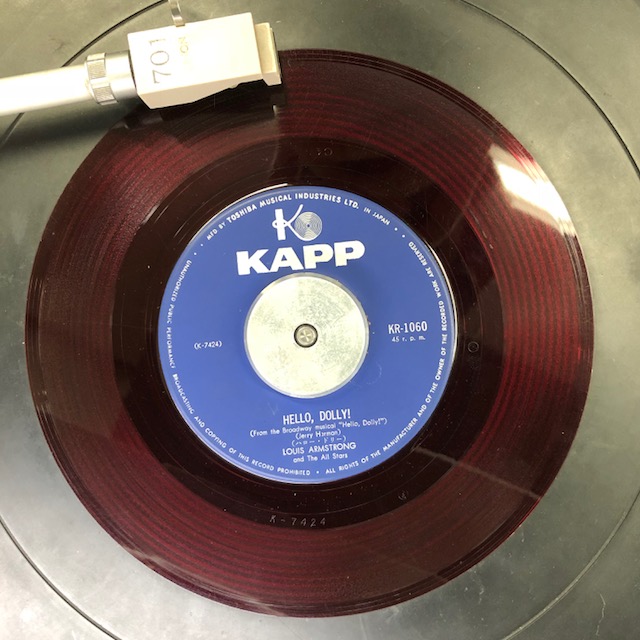 701
MFD BY TOSHIBA MUSICAL INDUSTRIES LTD. IN JAPAN
K
KAPP
KR-1060
45 r. p. m.
(K-7424)
HELLO, DOLLY!
(From the Broadway musical "Hello, Dolly!")
(Jerry Herman)
(ハロー・ドリー)
LOUIS ARMSTRONG
and The All Stars
UNAUTHORIZED PUBLIC PERFORMANCE BROADCASTING AND COPYING OF THIS RECORD PROHIBITED • ALL RIGHTS OF THE MANUFACTURER AND OF THE OWNER OF THE RECORDED WORK ARE RESERVED
K-7424